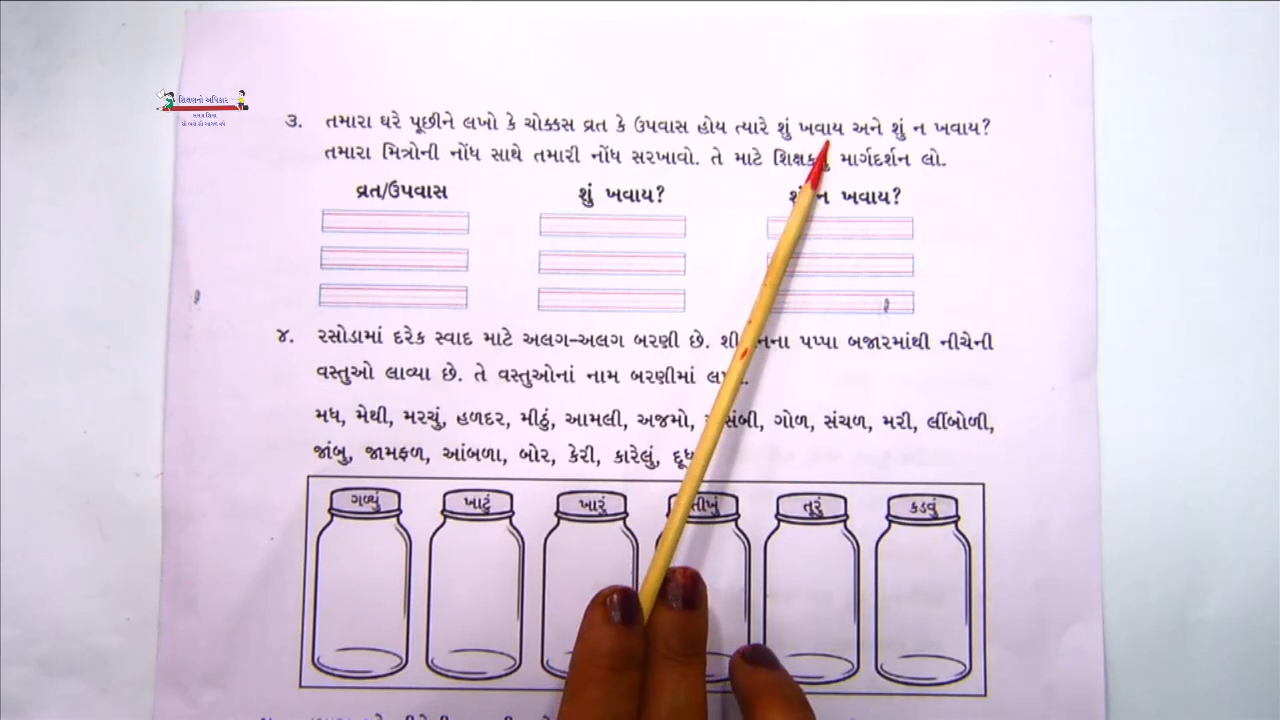 શિક્ષણનો અધિકાર
૩. તમારા ઘરે પૂછીને લખો કે ચોક્કસ વ્રત કે ઉપવાસ હોય ત્યારે શું ખવાય અને શું ન ખવાય?
તમારા મિત્રોની નોંધ સાથે તમારી નોંધ સરખાવો. તે માટે માર્ગદર્શન લો.
વ્રત/ઉપવાસ શું ખવાય? ન ખવાય?
૪. રસોડામાં દરેક સ્વાદ માટે અલગ-અલગ બરણી છે. પપ્પા બજારમાંથી નીચેની
વસ્તુઓ લાવ્યા છે. તે વસ્તુઓનાં નામ બરણીમાં
મધ, મેથી, મરચું, હળદર, મીઠું, આમલી, અજમો, ગોળ, સંચળ, મરી, લીંબોળી,
જાંબુ, જામફળ, આંબળા, બોર, કેરી, કારેલું, દૂધ
ગળ્યું ખાટું ખારું તીખું તૂરું કડવું